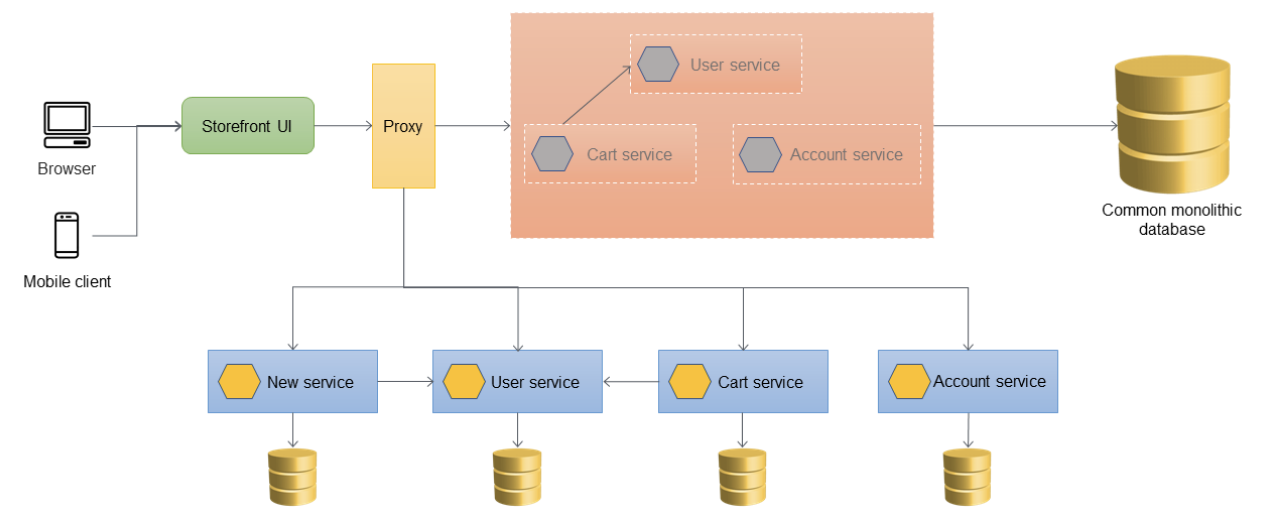 User service
Storefront UI
Proxy
Cart service
Account service
Browser
Common monolithic
database
Mobile client
New service
User service
Cart service
Account service